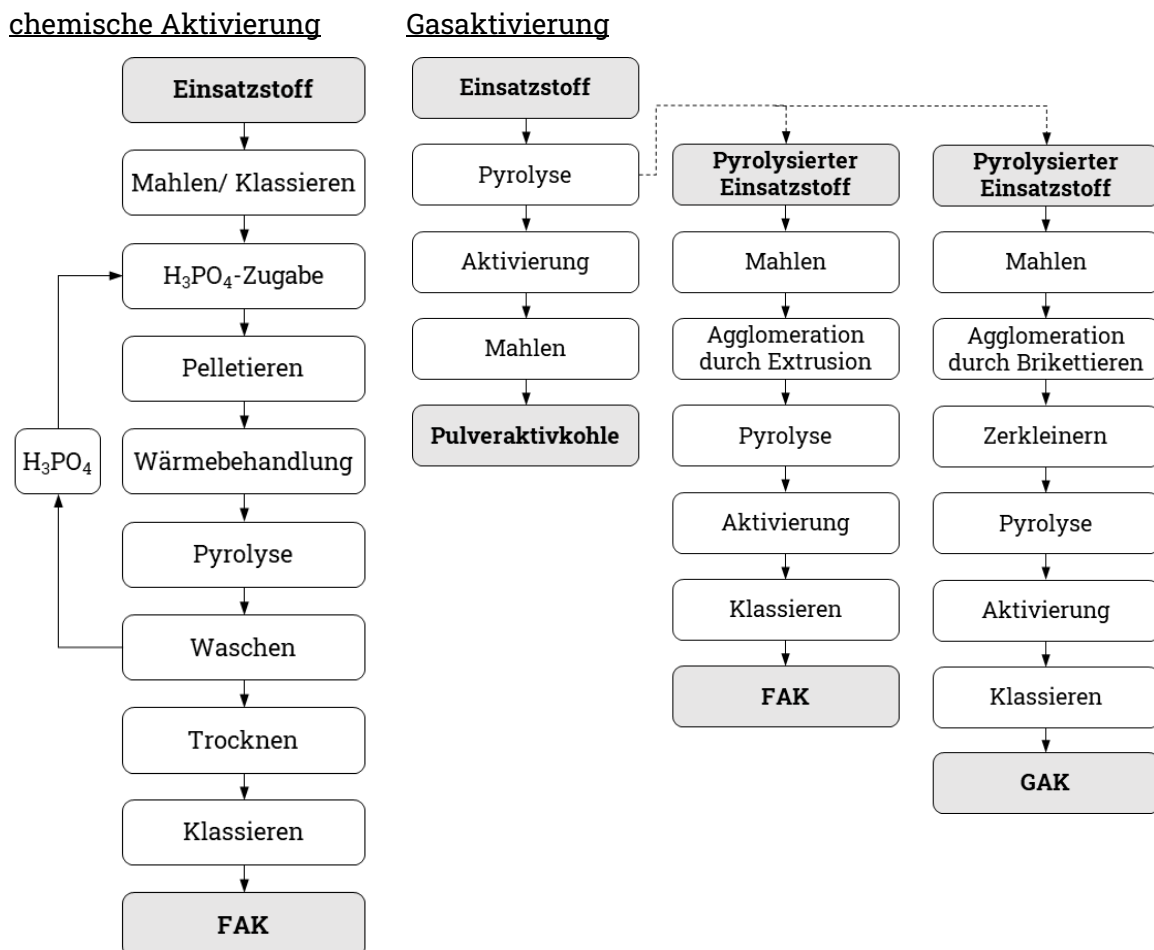 chemische Aktivierung
Einsatzstoff
Mahlen/ Klassieren
H₃PO₄-Zugabe
Pelletieren
H₃PO₄
Wärmebehandlung
Pyrolyse
Waschen
Trocknen
Klassieren
FAK
Gasaktivierung
Einsatzstoff
Pyrolyse
Aktivierung
Mahlen
Pulveraktivkohle
Pyrolysierter
Einsatzstoff
Mahlen
Agglomeration
durch Extrusion
Pyrolyse
Aktivierung
Klassieren
FAK
Pyrolysierter
Einsatzstoff
Mahlen
Agglomeration
durch Brikettieren
Zerkleinern
Pyrolyse
Aktivierung
Klassieren
GAK